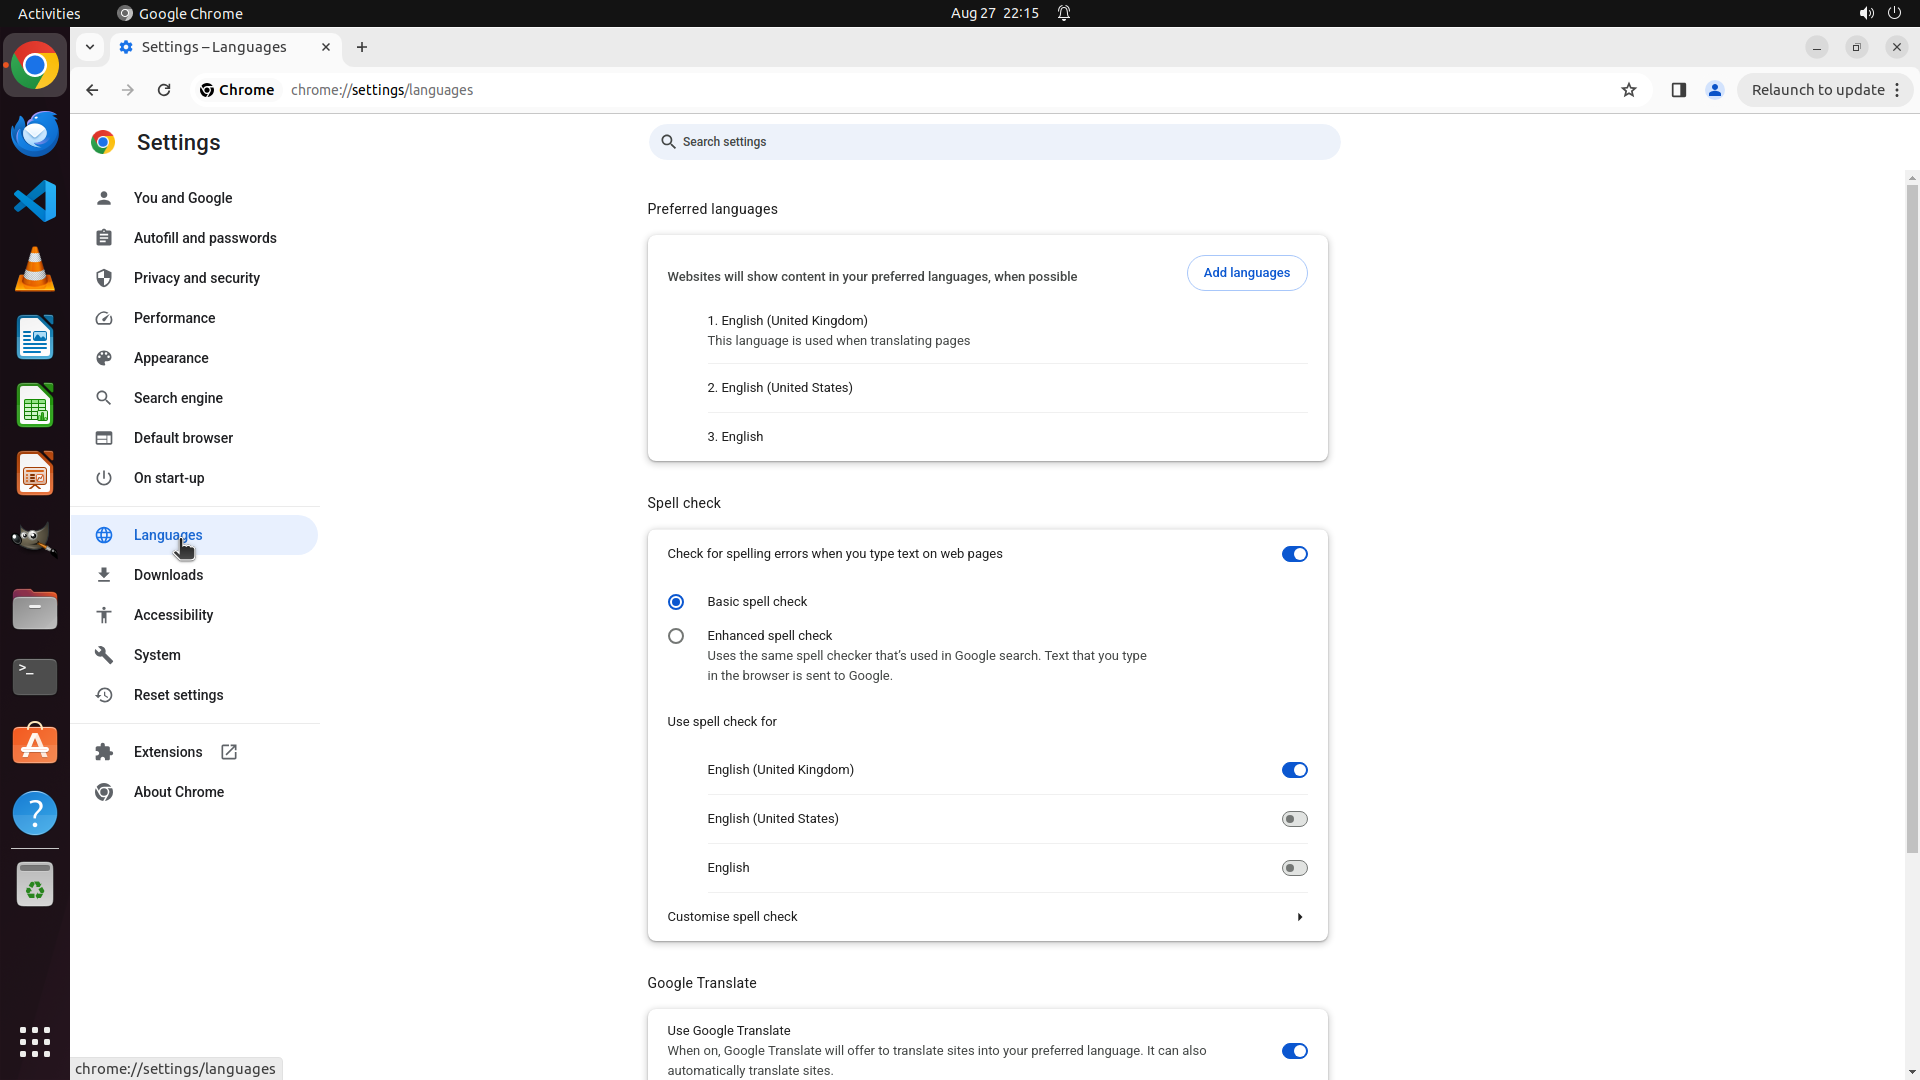 Activities
Google Chrome
Aug 27 22:15
Settings – Languages
Chrome
chrome://settings/languages
Relaunch to update
Settings
Search settings
You and Google
Autofill and passwords
Privacy and security
Performance
Appearance
Search engine
Default browser
On start-up
Languages
Downloads
Accessibility
System
Reset settings
Extensions
About Chrome
Preferred languages
Websites will show content in your preferred languages, when possible
Add languages
1. English (United Kingdom)
This language is used when translating pages
2. English (United States)
3. English
Spell check
Check for spelling errors when you type text on web pages
Basic spell check
Enhanced spell check
Uses the same spell checker that's used in Google search. Text that you type
in the browser is sent to Google.
Use spell check for
English (United Kingdom)
English (United States)
English
Customise spell check
Google Translate
Use Google Translate
When on, Google Translate will offer to translate sites into your preferred language. It can also
automatically translate sites.
chrome://settings/languages